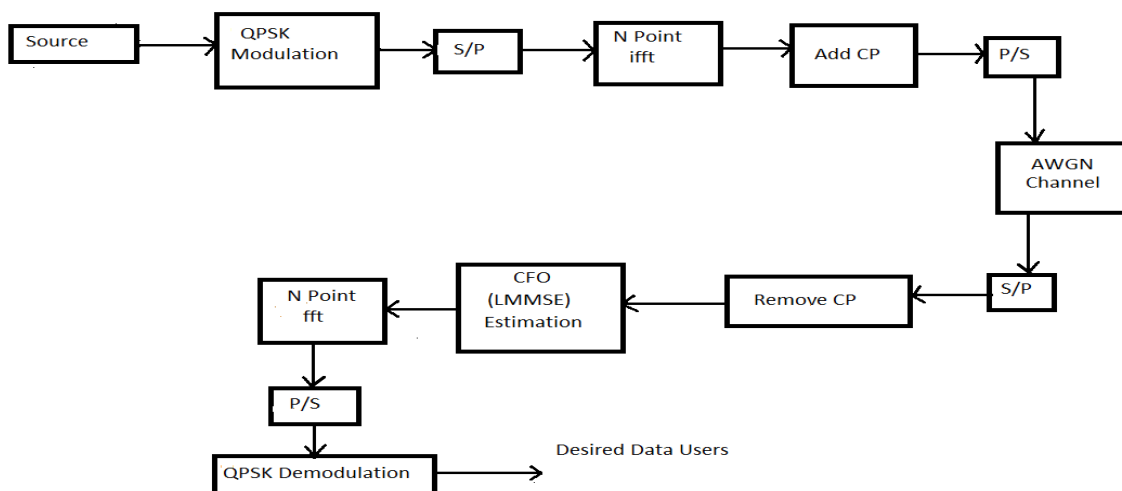 Source
QPSK
Modulation
S/P
N Point
ifft
Add CP
P/S
AWGN
Channel
S/P
Remove CP
CFO
(LMMSE)
Estimation
N Point
fft
P/S
QPSK Demodulation
Desired Data Users